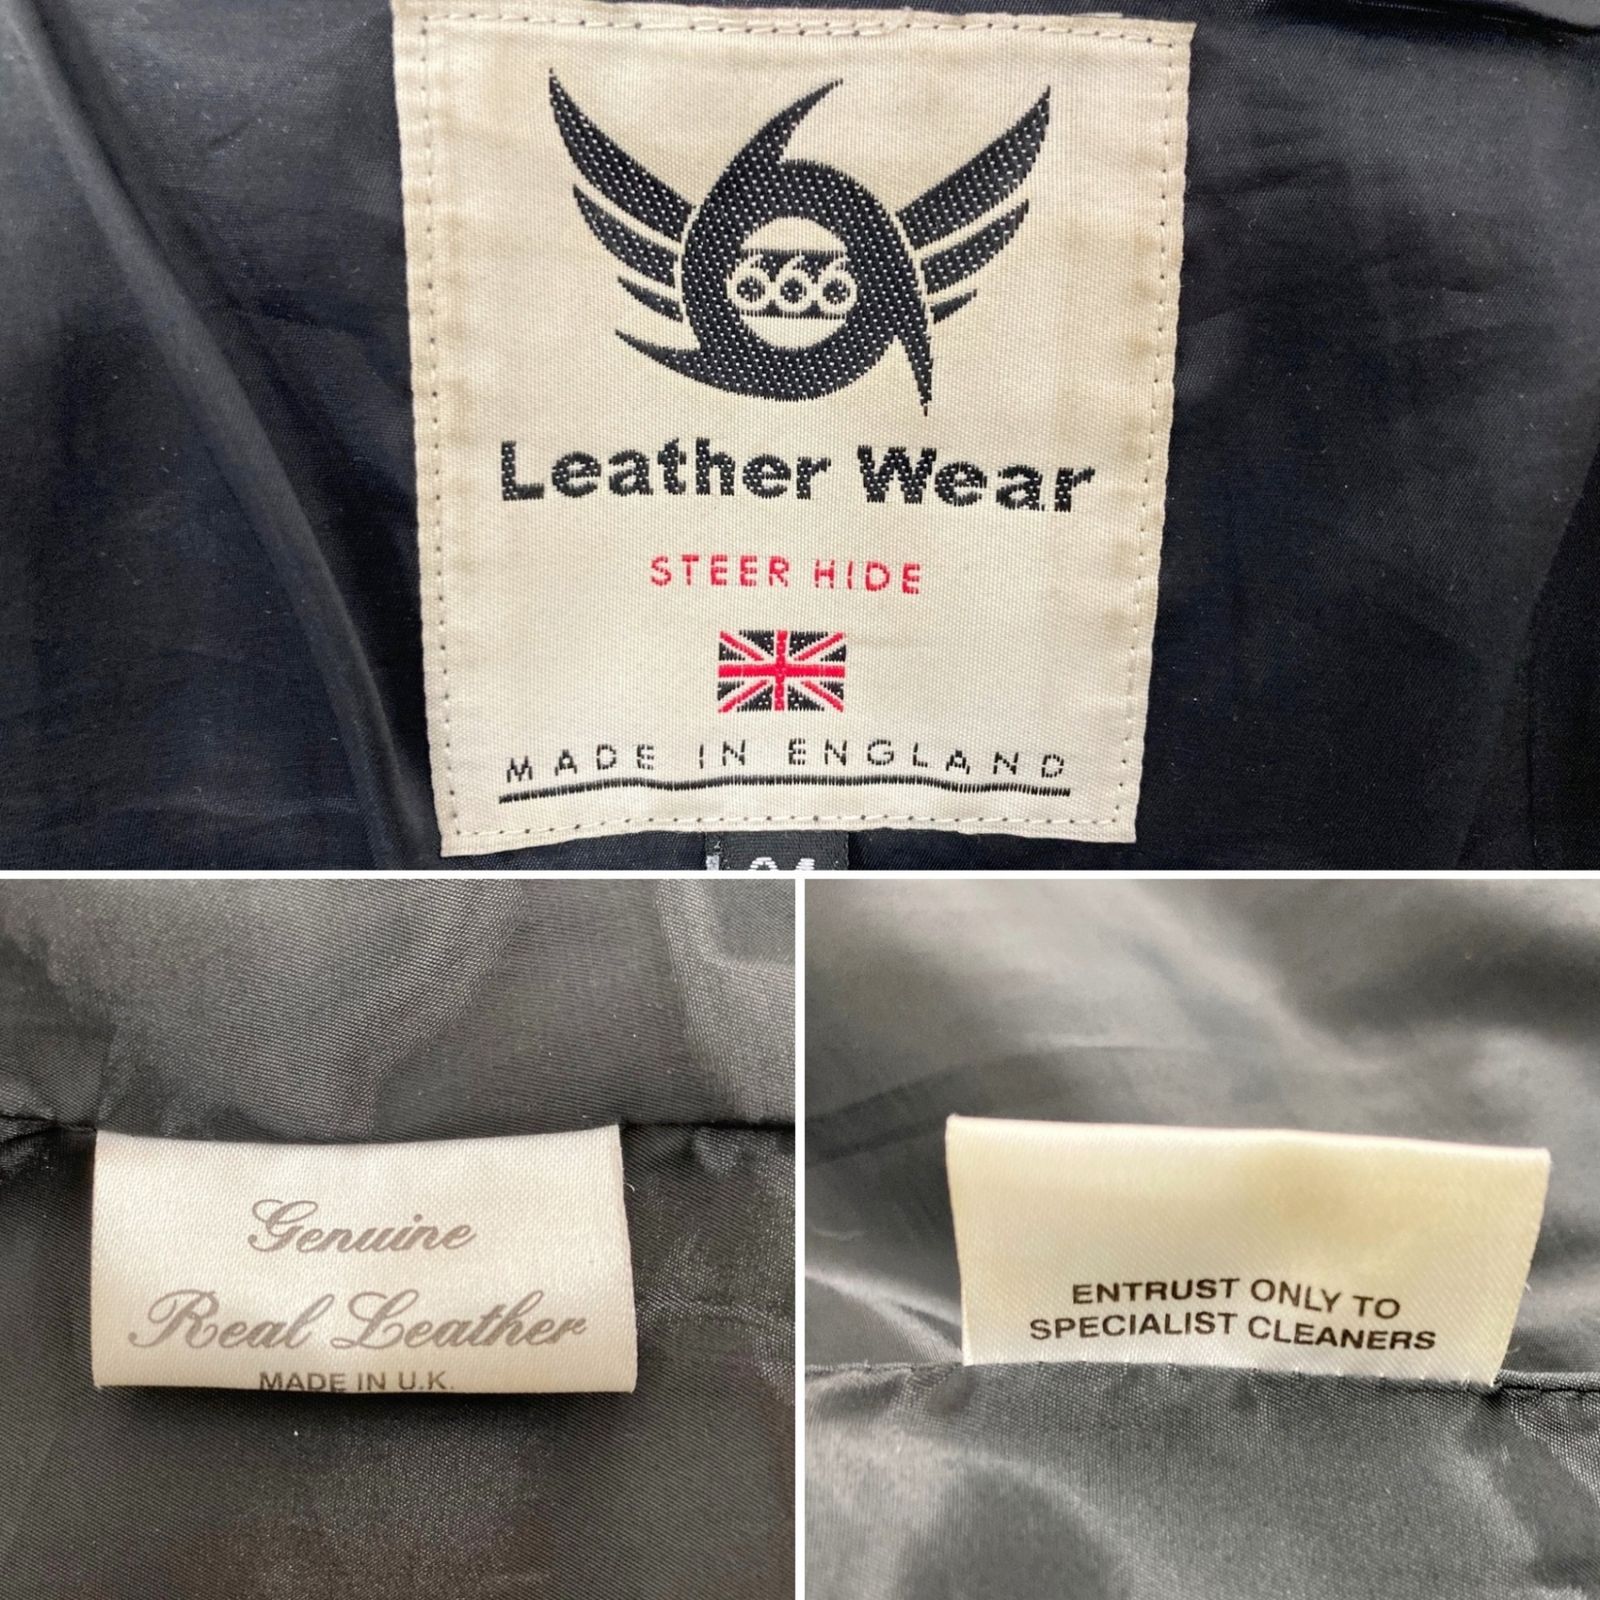 666
Leather Wear
STEER HIDE
MADE IN ENGLAND
Genuine
Real Leather
MADE IN U.K.
ENTRUST ONLY TO
SPECIALIST CLEANERS